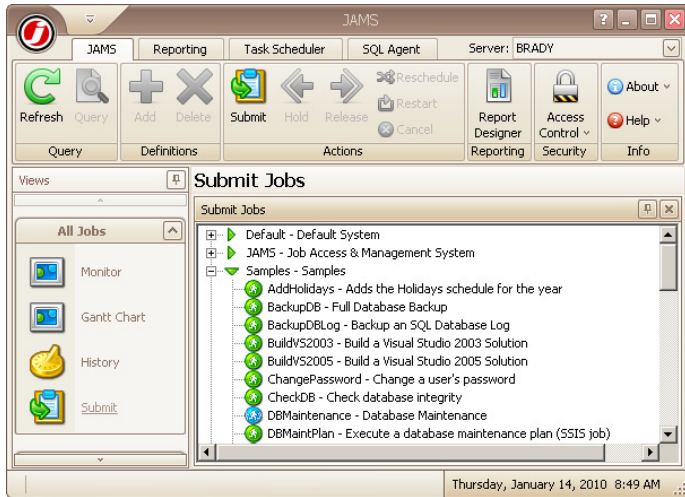 JAMS
JAMS Reporting Task Scheduler SQL Agent Server: BRADY
Refresh Query Add Delete Submit Hold Release Reschedule Restart Cancel Report Designer Access Control About Help
Query Definitions Actions Reporting Security Info
Views
Submit Jobs
Submit Jobs
All Jobs
Monitor
Gantt Chart
History
Submit
Default - Default System
JAMS - Job Access & Management System
Samples - Samples
AddHolidays - Adds the Holidays schedule for the year
BackupDB - Full Database Backup
BackupDBLog - Backup an SQL Database Log
BuildVS2003 - Build a Visual Studio 2003 Solution
BuildVS2005 - Build a Visual Studio 2005 Solution
ChangePassword - Change a user's password
CheckDB - Check database integrity
DBMaintenance - Database Maintenance
DBMaintPlan - Execute a database maintenance plan (SSIS job)
Thursday, January 14, 2010 8:49 AM